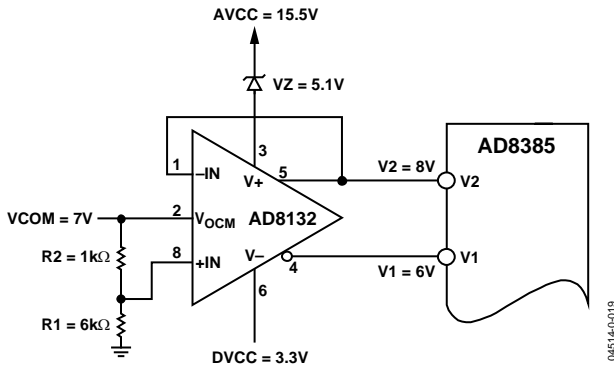 AVCC = 15.5V
VZ = 5.1V
3
AD8385
1
–IN
V+
5
V2 = 8V
V2
VCOM = 7V
2
VOCM
AD8132
R2 = 1kΩ
8
+IN
V–
4
V1
V1 = 6V
6
R1 = 6kΩ
DVCC = 3.3V
04514-0-019